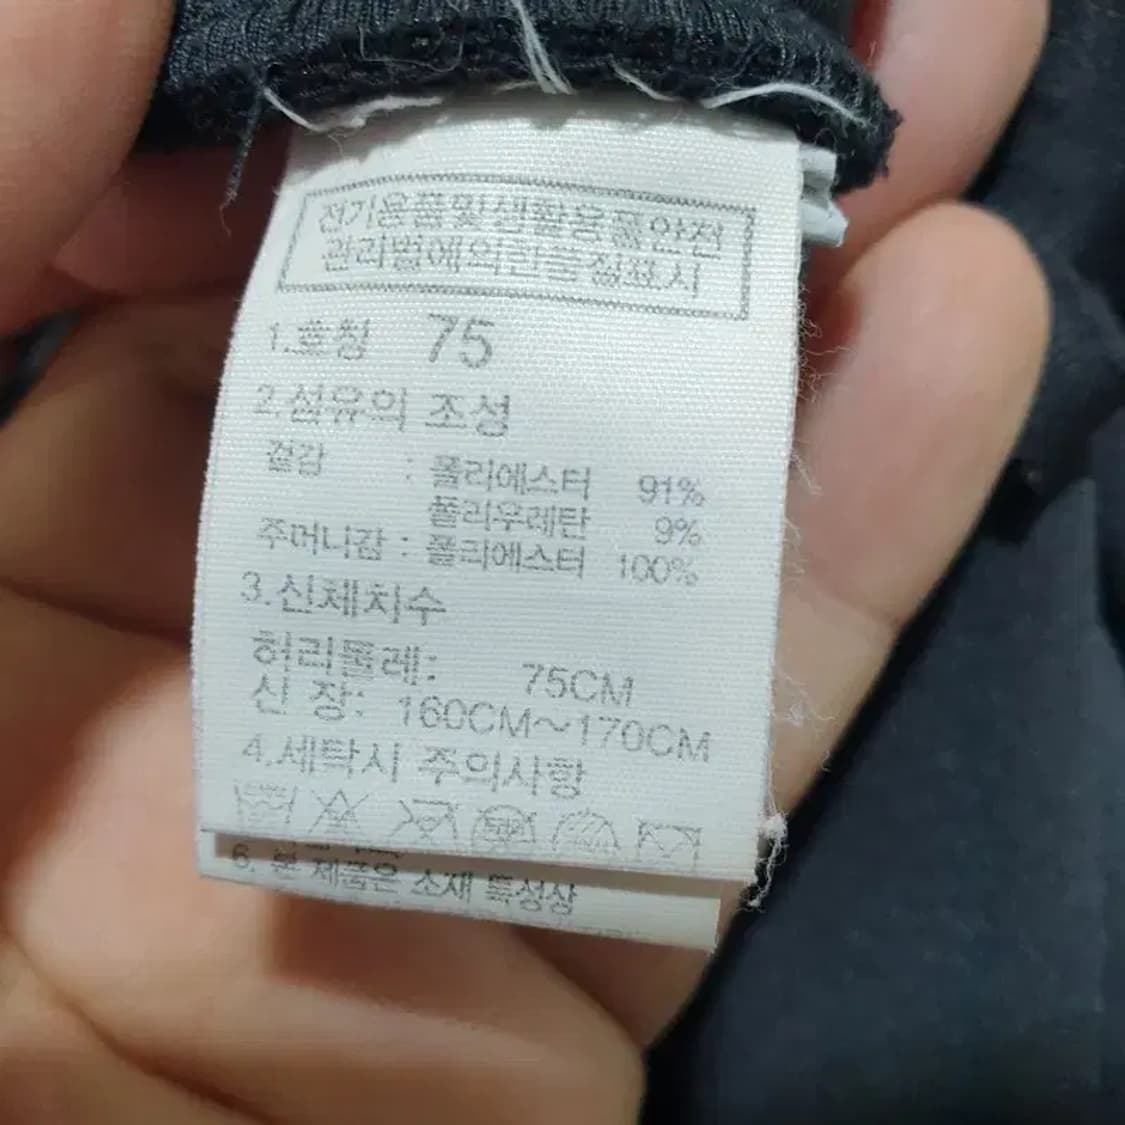 전기용품및생활용품안전
관리법에의한품질표시
1.호칭 75
2.섬유의 조성
겉감 : 폴리에스터 91%
폴리우레탄 9%
주머니감 : 폴리에스터 100%
3.신체치수
허리둘레: 75CM
신 장: 160CM~170CM
4.세탁시 주의사항
6. 본 제품은 소재 특성상